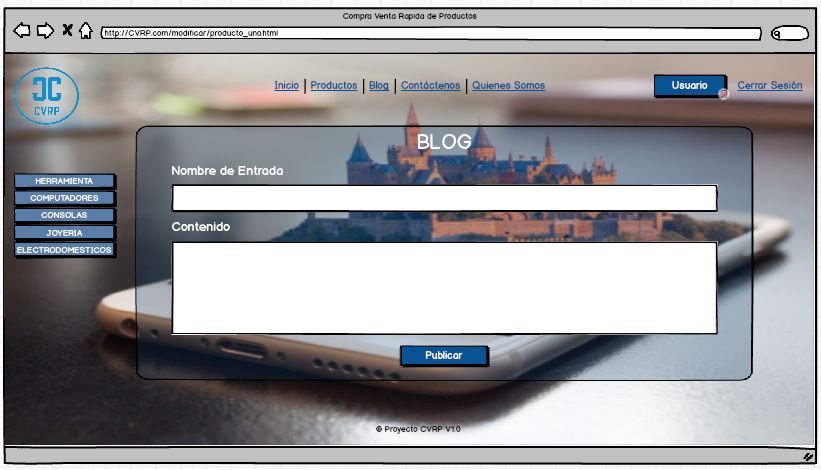 Compra Venta Rapida de Productos
http://CVRP.com/modificar/producto_uno.html
CVRP
Inicio | Productos | Blog | Contáctenos | Quienes Somos
Usuario
Cerrar Sesión
HERRAMIENTA
COMPUTADORES
CONSOLAS
JOYERIA
ELECTRODOMESTICOS
BLOG
Nombre de Entrada
Contenido
Publicar
© Proyecto CVRP V1.0